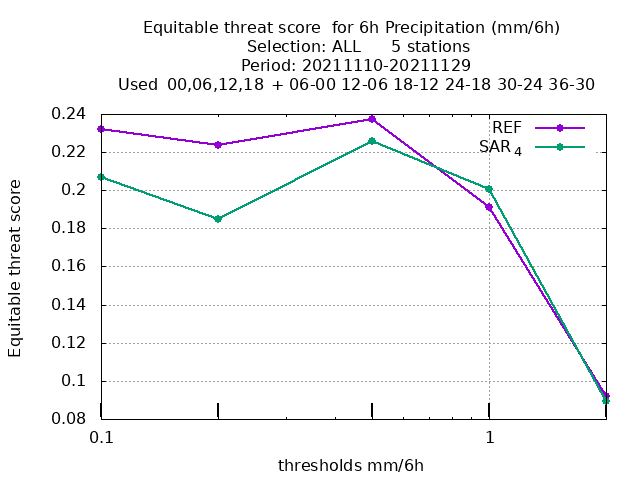 Equitable threat score  for 6h Precipitation (mm/6h)
Selection: ALL      5 stations
Period: 20211110-20211129
Used  00,06,12,18  + 06-00 12-06 18-12 24-18 30-24 36-30
0.24
0.22
0.2
0.18
0.16
0.14
0.12
0.1
0.08
Equitable threat score
REF
SAR4
0.1
1
thresholds mm/6h